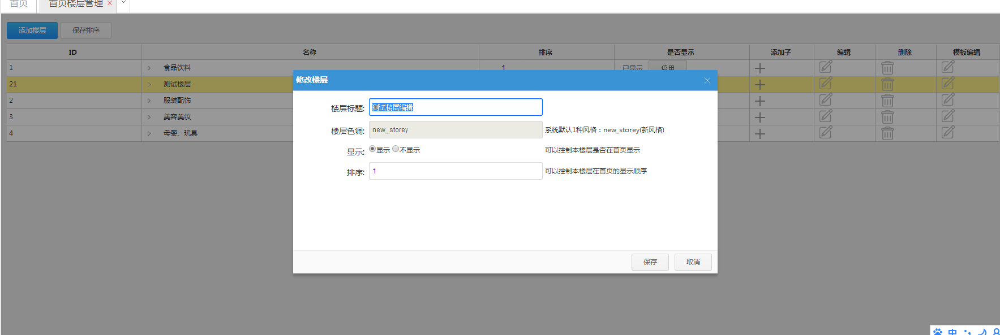 首页 首页楼层管理
添加楼层 保存排序
ID 名称 排序 是否显示 添加子 编辑 删除 模板编辑
1 食品饮料 1 已显示 停用
21 测试楼层
2 服装配饰
3 美容美妆
4 母婴、玩具
修改楼层
楼层标题: 测试楼层编辑
楼层色调: new_storey 系统默认1种风格：new_storey(新风格)
显示: 显示 不显示 可以控制本楼层是否在首页显示
排序: 1 可以控制本楼层在首页的显示顺序
保存 取消
中